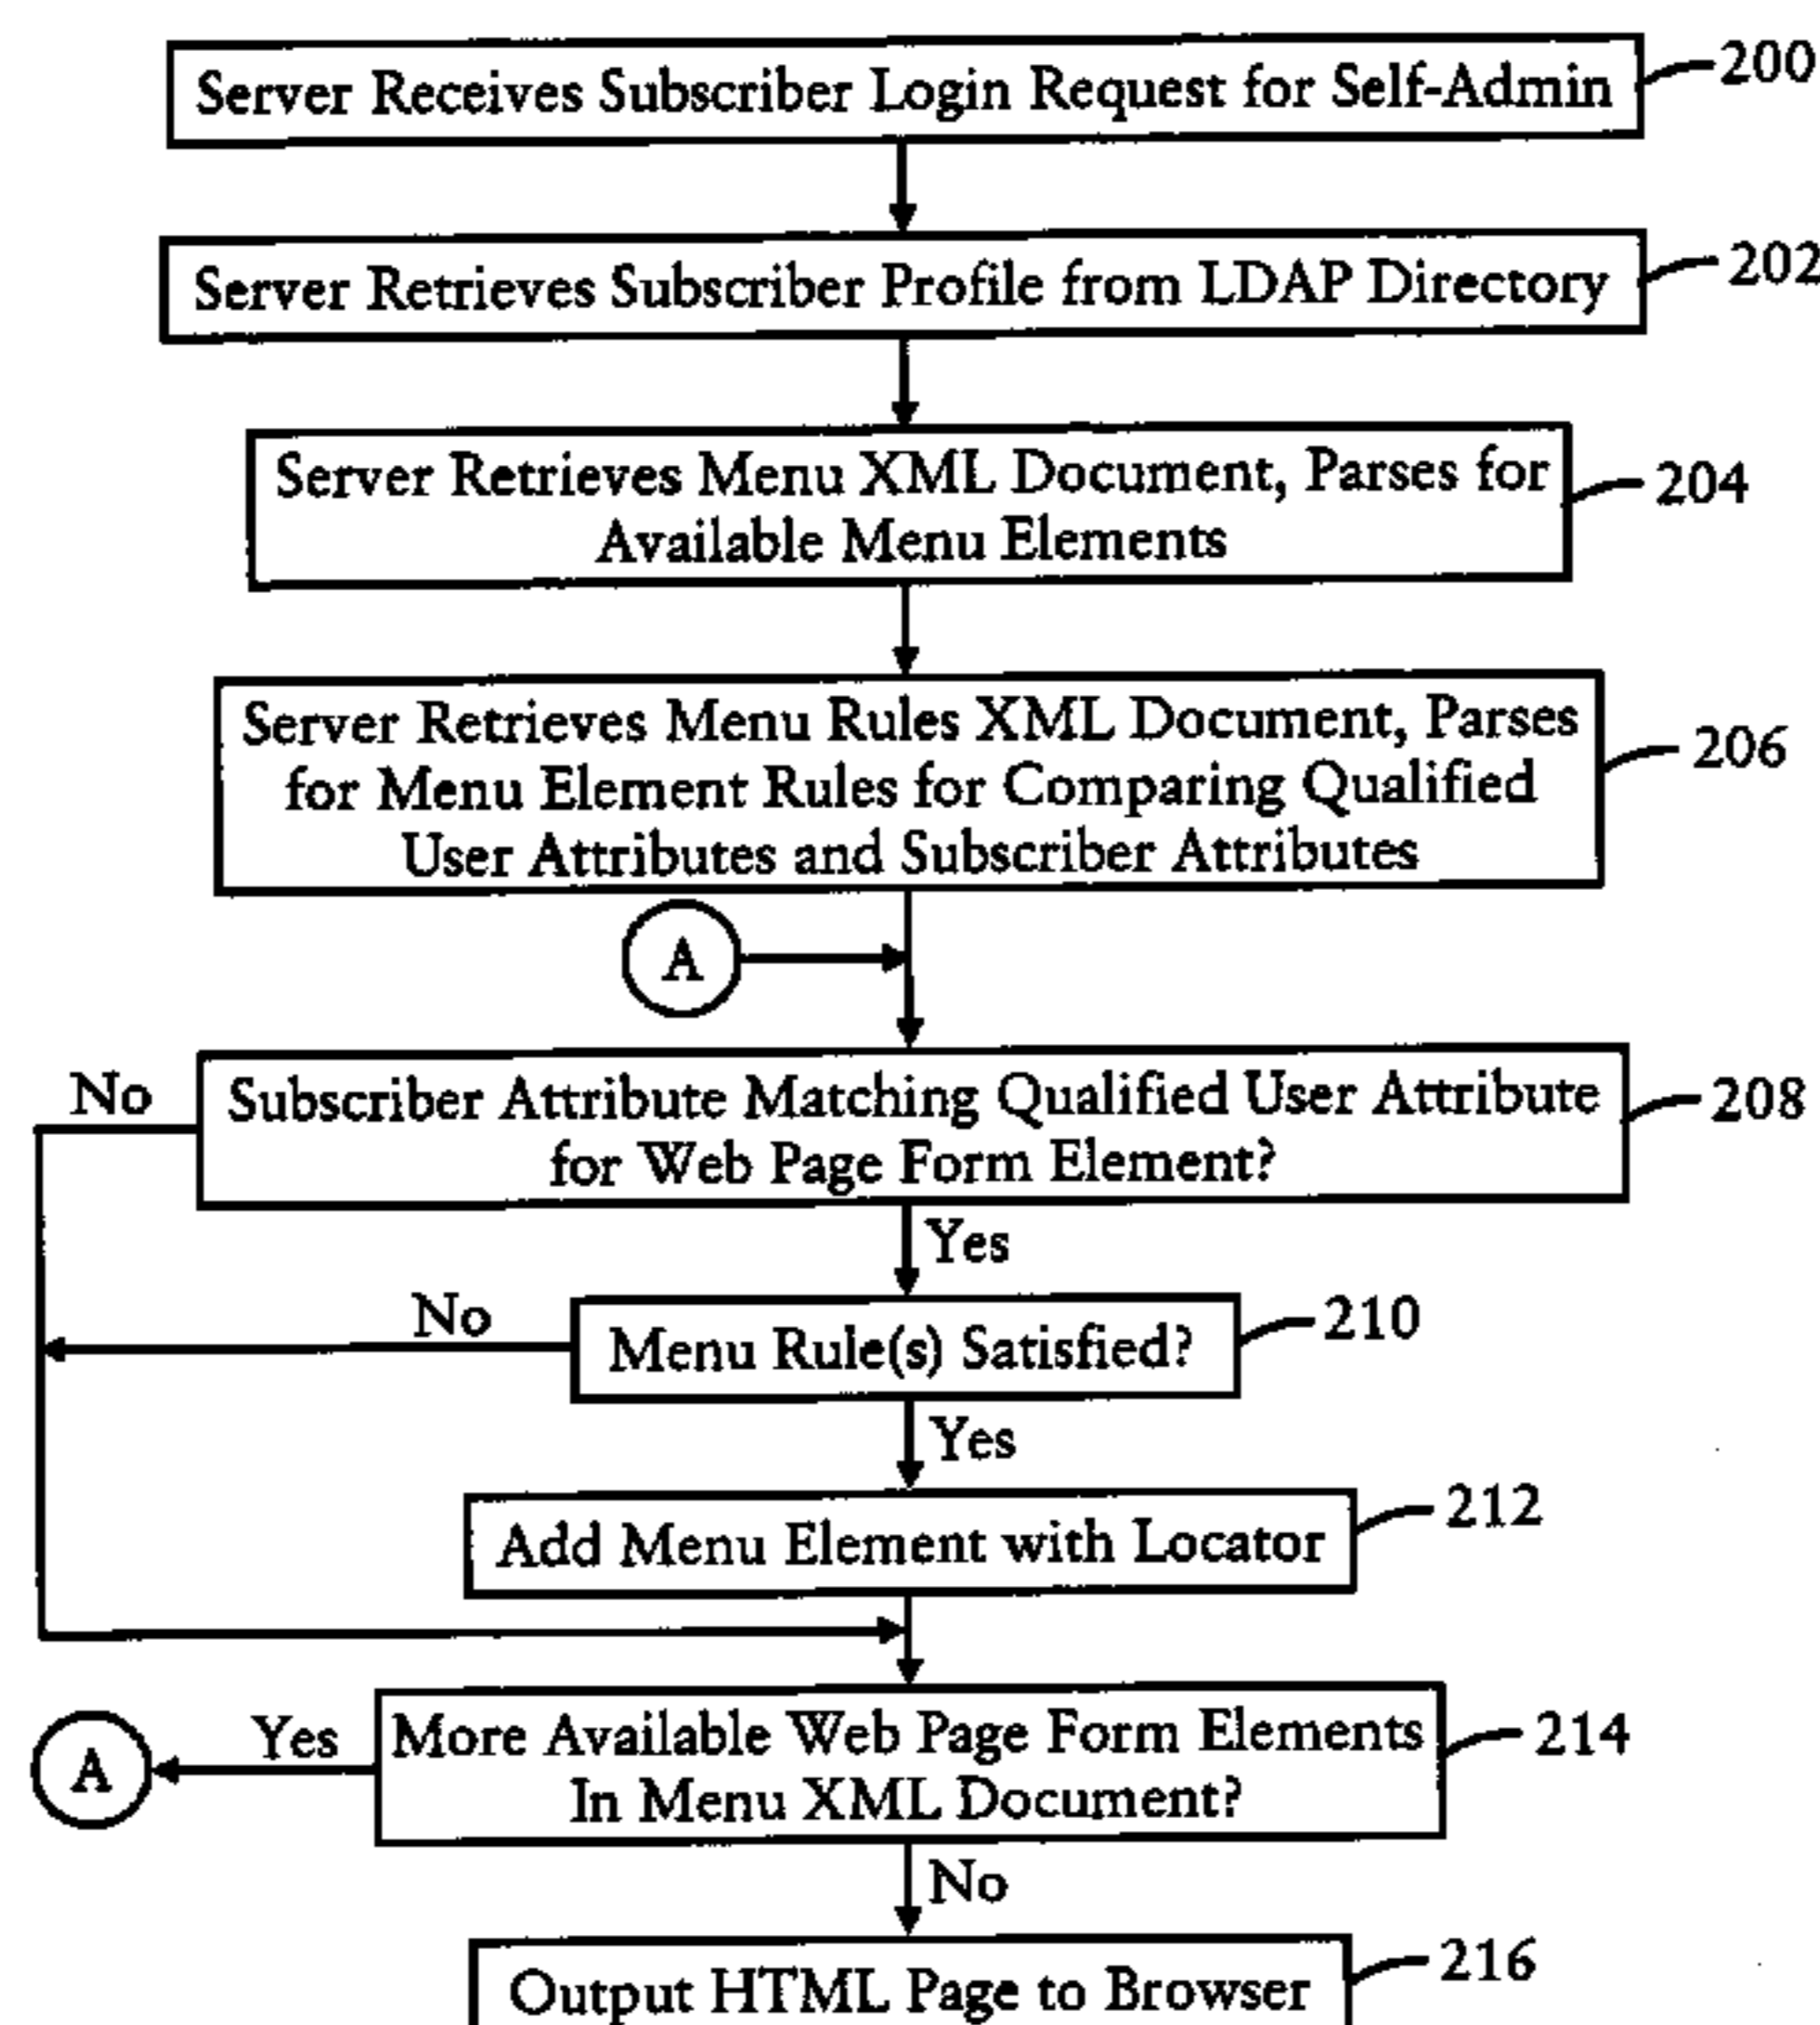 Server Receives Subscriber Login Request for Self-Admin
200
Server Retrieves Subscriber Profile from LDAP Directory
202
Server Retrieves Menu XML Document, Parses for
Available Menu Elements
204
Server Retrieves Menu Rules XML Document, Parses
for Menu Element Rules for Comparing Qualified
User Attributes and Subscriber Attributes
206
A
No
Subscriber Attribute Matching Qualified User Attribute
for Web Page Form Element?
208
Yes
No
Menu Rule(s) Satisfied?
210
Yes
Add Menu Element with Locator
212
A
Yes
More Available Web Page Form Elements
In Menu XML Document?
214
No
Output HTML Page to Browser
216